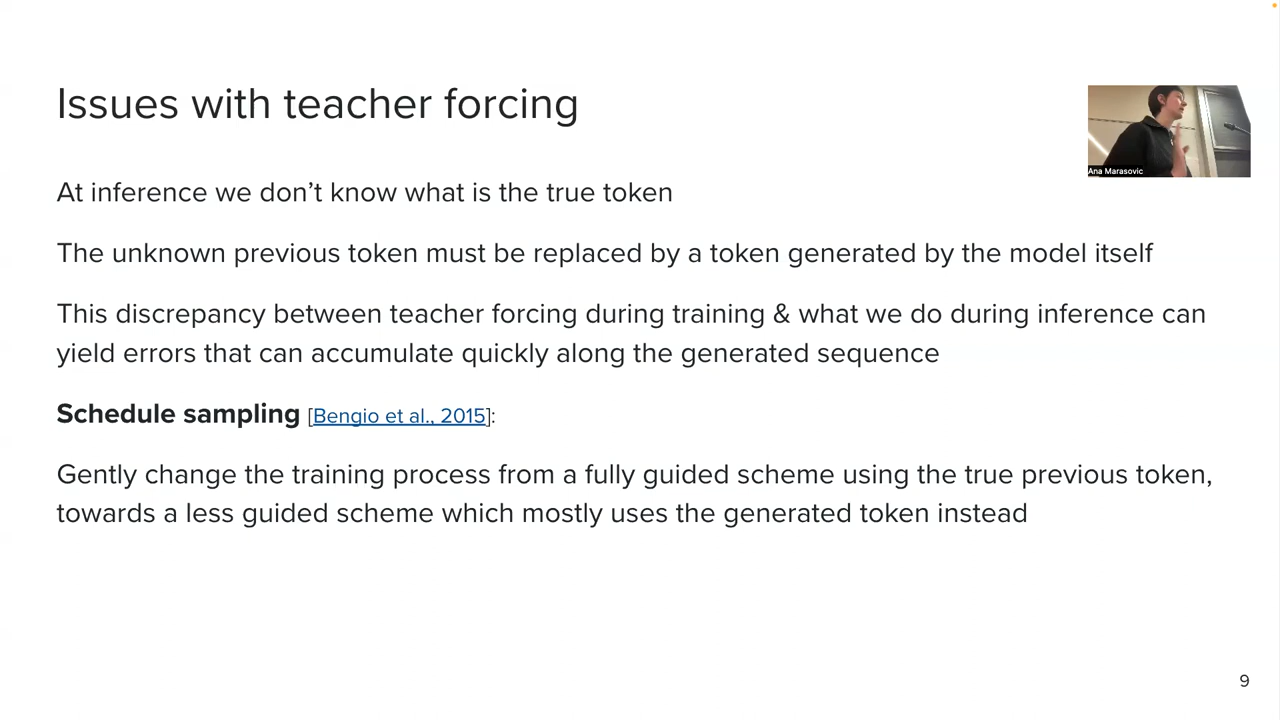 Issues with teacher forcing
Ana Marasovic
At inference we don’t know what is the true token
The unknown previous token must be replaced by a token generated by the model itself
This discrepancy between teacher forcing during training & what we do during inference can
yield errors that can accumulate quickly along the generated sequence
Schedule sampling [Bengio et al., 2015]:
Gently change the training process from a fully guided scheme using the true previous token,
towards a less guided scheme which mostly uses the generated token instead
9